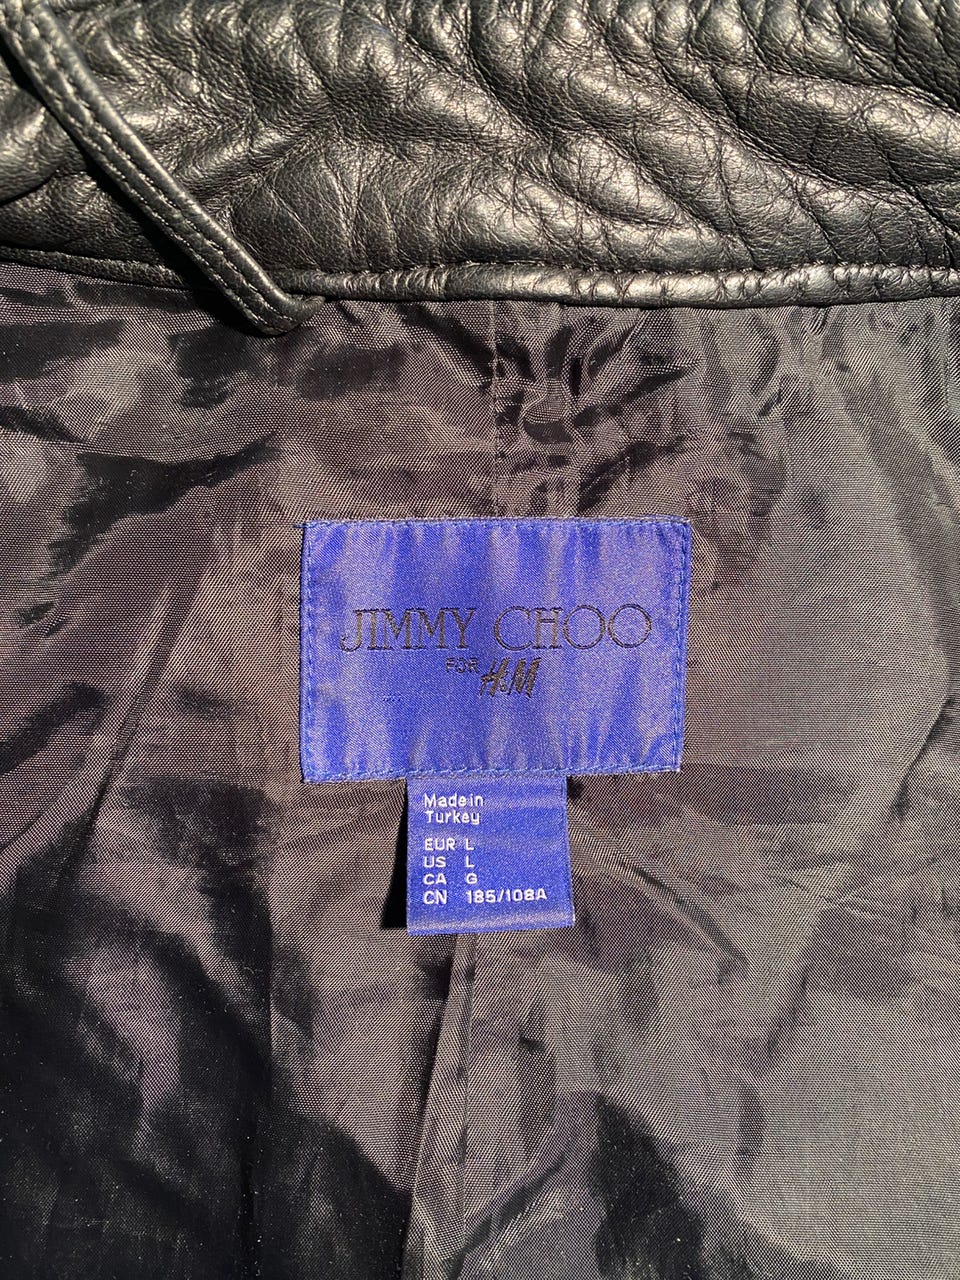 JIMMY CHOO
FOR H&M
Made in
Turkey
EUR L
US L
CA G
CN 185/108A